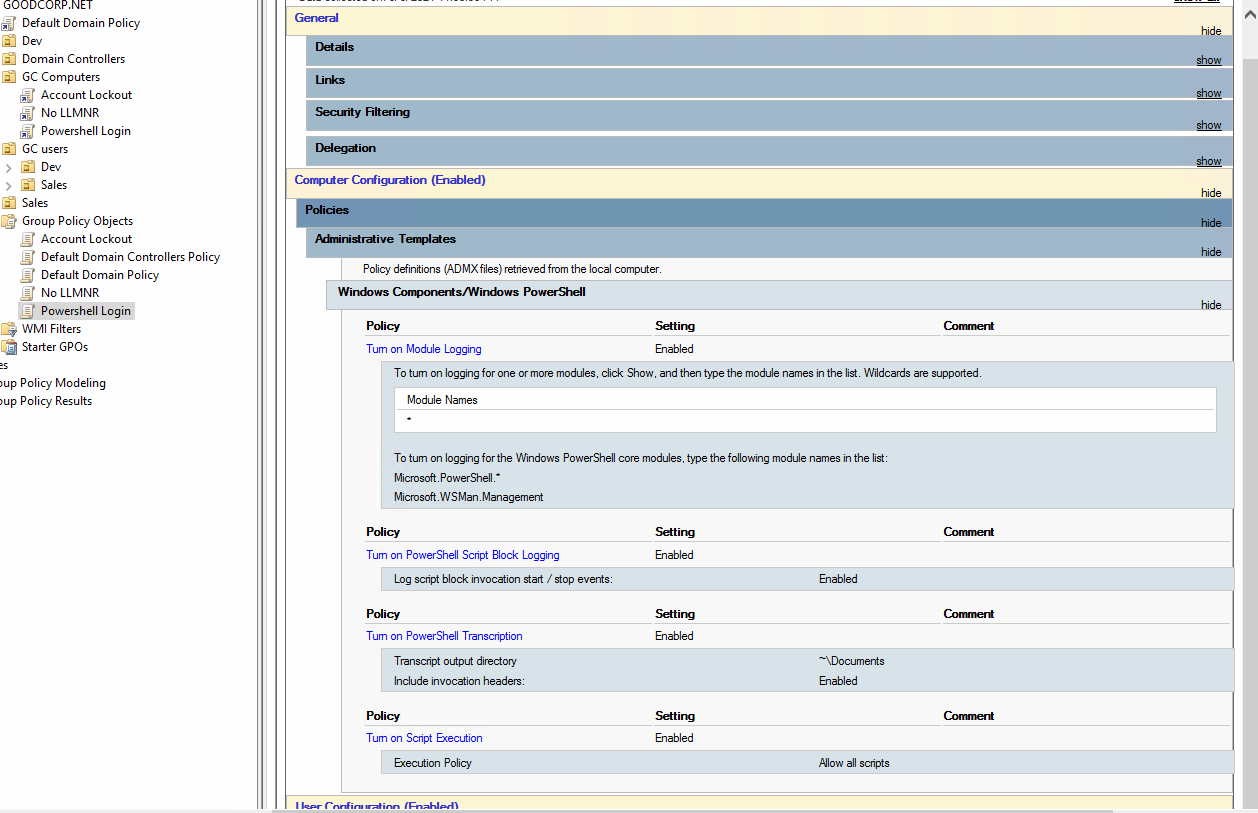 GOODCORP.NET
Default Domain Policy
Dev
Domain Controllers
GC Computers
Account Lockout
No LLMNR
Powershell Login
GC users
Dev
Sales
Sales
Group Policy Objects
Account Lockout
Default Domain Controllers Policy
Default Domain Policy
No LLMNR
Powershell Login
WMI Filters
Starter GPOs
es
oup Policy Modeling
oup Policy Results
General
hide
Details
show
Links
show
Security Filtering
show
Delegation
show
Computer Configuration (Enabled)
hide
Policies
hide
Administrative Templates
hide
Policy definitions (ADMX files) retrieved from the local computer.
Windows Components/Windows PowerShell
hide
Policy Setting Comment
Turn on Module Logging Enabled
To turn on logging for one or more modules, click Show, and then type the module names in the list. Wildcards are supported.
Module Names
*
To turn on logging for the Windows PowerShell core modules, type the following module names in the list:
Microsoft.PowerShell.*
Microsoft.WSMan.Management
Policy Setting Comment
Turn on PowerShell Script Block Logging Enabled
Log script block invocation start / stop events: Enabled
Policy Setting Comment
Turn on PowerShell Transcription Enabled
Transcript output directory ~\Documents
Include invocation headers: Enabled
Policy Setting Comment
Turn on Script Execution Enabled
Execution Policy Allow all scripts
User Configuration (Enabled)